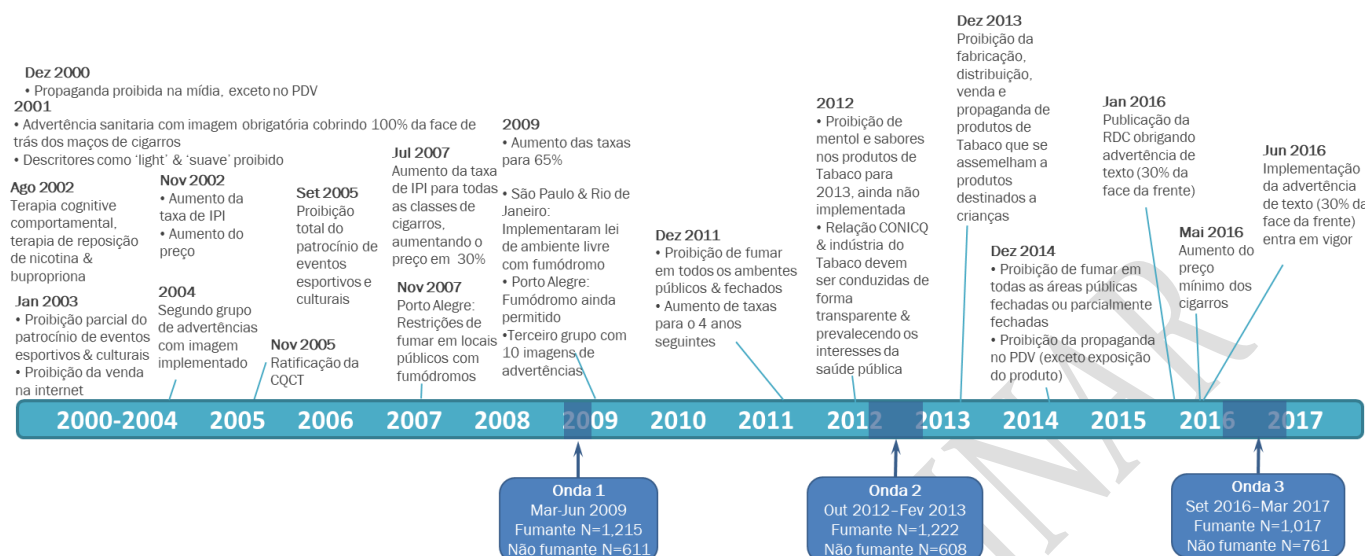 Dez 2000
• Propaganda proibida na mídia, exceto no PDV
2001
• Advertência sanitaria com imagem obrigatória cobrindo 100% da face de
trás dos maços de cigarros
• Descritores como ‘light’ & ‘suave’ proibido
Ago 2002
Terapia cognitive
comportamental,
terapia de reposição
de nicotina &
bupropriona
Jan 2003
• Proibição parcial do
patrocínio de eventos
esportivos & culturais
• Proibição da venda
na internet
Nov 2002
• Aumento da
taxa de IPI
• Aumento do
preço
2004
Segundo grupo
de advertências
com imagem
implementado
Set 2005
Proibição
total do
patrocínio de
eventos
esportivos e
culturais
Nov 2005
Ratificação da
CQCT
Jul 2007
Aumento da taxa
de IPI para todas
as classes de
cigarros,
aumentando o
preço em 30%
Nov 2007
Porto Alegre:
Restrições de
fumar em locais
públicos com
fumódromos
2009
• Aumento das taxas
para 65%
• São Paulo & Rio de
Janeiro:
Implementaram lei
de ambiente livre
com fumódromo
• Porto Alegre:
Fumódromo ainda
permitido
•Terceiro grupo com
10 imagens de
advertências
Dez 2011
• Proibição de fumar
em todos os ambentes
públicos & fechados
• Aumento de taxas
para o 4 anos
seguintes
2012
• Proibição de
mentol e sabores
nos produtos de
Tabaco para
2013, ainda não
implementada
• Relação CONICQ
& indústria do
Tabaco devem
ser conduzidas de
forma
transparente &
prevalecendo os
interesses da
saúde pública
Dez 2013
Proibição da
fabricação,
distribuição,
venda e
propaganda de
produtos de
Tabaco que se
assemelham a
produtos
destinados a
crianças
Dez 2014
• Proibição de fumar em
todas as áreas públicas
fechadas ou parcialmente
fechadas
• Proibição da propaganda
no PDV (exceto exposição
do produto)
Jan 2016
Publicação da
RDC obrigando
advertência de
texto (30% da
face da frente)
Mai 2016
Aumento do
preço
mínimo dos
cigarros
Jun 2016
Implementação
da advertência
de texto (30% da
face da frente)
entra em vigor
2000-2004 2005 2006 2007 2008 2009 2010 2011 2012 2013 2014 2015 2016 2017
Onda 1
Mar-Jun 2009
Fumante N=1,215
Não fumante N=611
Onda 2
Out 2012–Fev 2013
Fumante N=1,222
Não fumante N=608
Onda 3
Set 2016–Mar 2017
Fumante N=1,017
Não fumante N=761